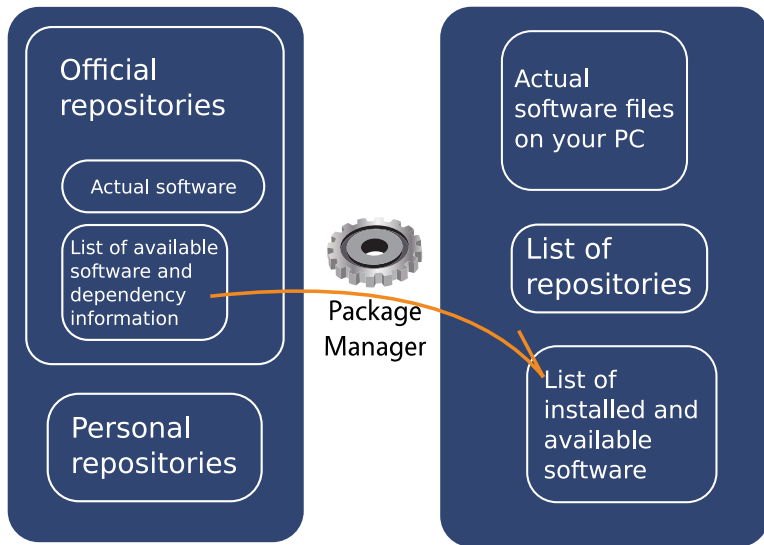 Official
repositories
Actual software
List of available
software and
dependency
information
Personal
repositories
Package
Manager
Actual
software files
on your PC
List of
repositories
List of
installed and
available
software